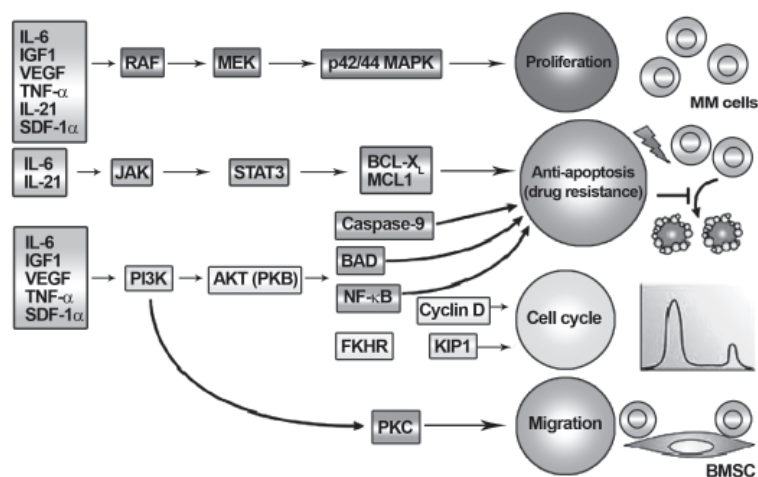 IL-6
IGF1
VEGF
TNF-α
IL-21
SDF-1α
RAF
MEK
p42/44 MAPK
Proliferation
MM cells
IL-6
IL-21
JAK
STAT3
BCL-XL
MCL1
Anti-apoptosis
(drug resistance)
IL-6
IGF1
VEGF
TNF-α
SDF-1α
PI3K
AKT (PKB)
Caspase-9
BAD
NF-κB
FKHR
Cyclin D
KIP1
Cell cycle
PKC
Migration
BMSC